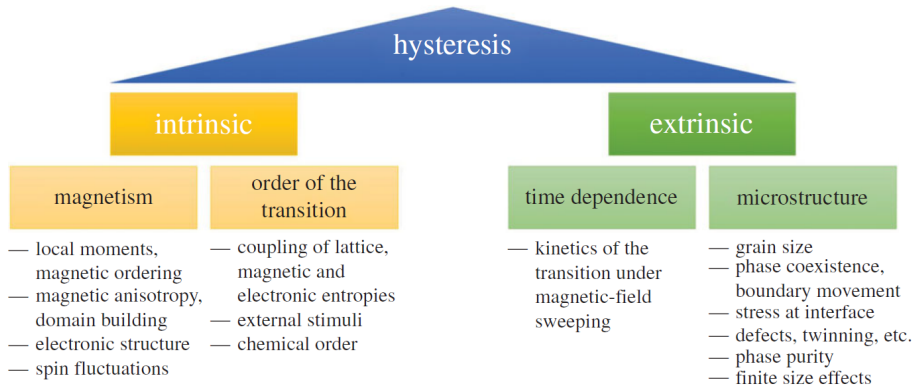 hysteresis
intrinsic
extrinsic
magnetism
order of the
transition
time dependence
microstructure
— local moments,
magnetic ordering
— magnetic anisotropy,
domain building
— electronic structure
— spin fluctuations
— coupling of lattice,
magnetic and
electronic entropies
— external stimuli
— chemical order
— kinetics of the
transition under
magnetic-field
sweeping
— grain size
— phase coexistence,
boundary movement
— stress at interface
— defects, twinning, etc.
— phase purity
— finite size effects